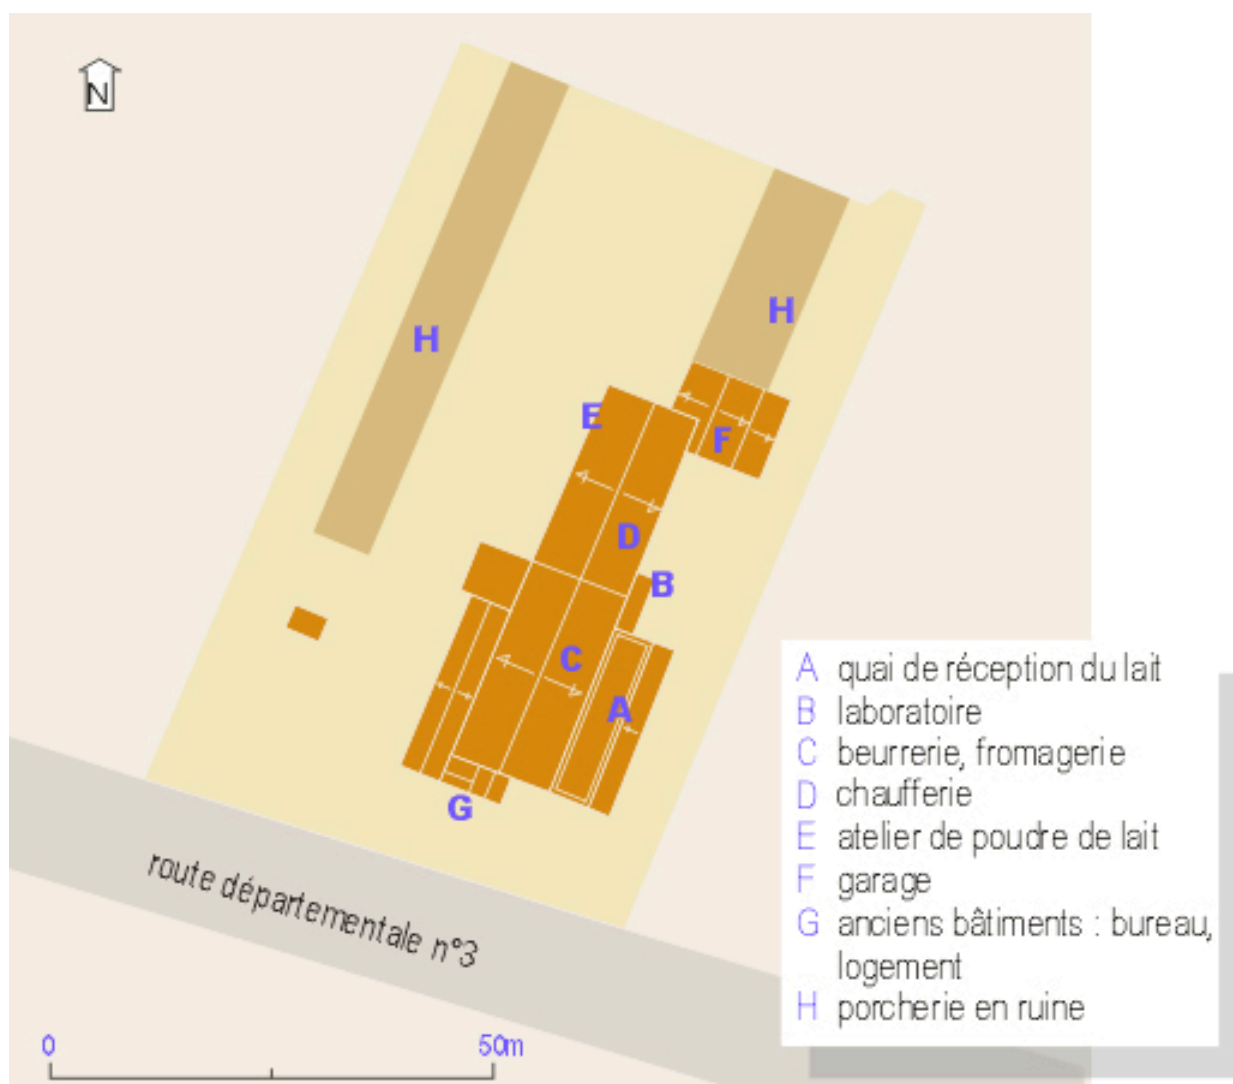 N
H
H
E
F
D
B
C
A
G
A quai de réception du lait
B laboratoire
C beurrerie, fromagerie
D chaufferie
E atelier de poudre de lait
F garage
G anciens bâtiments : bureau,
logement
H porcherie en ruine
route départementale n°3
0 50m